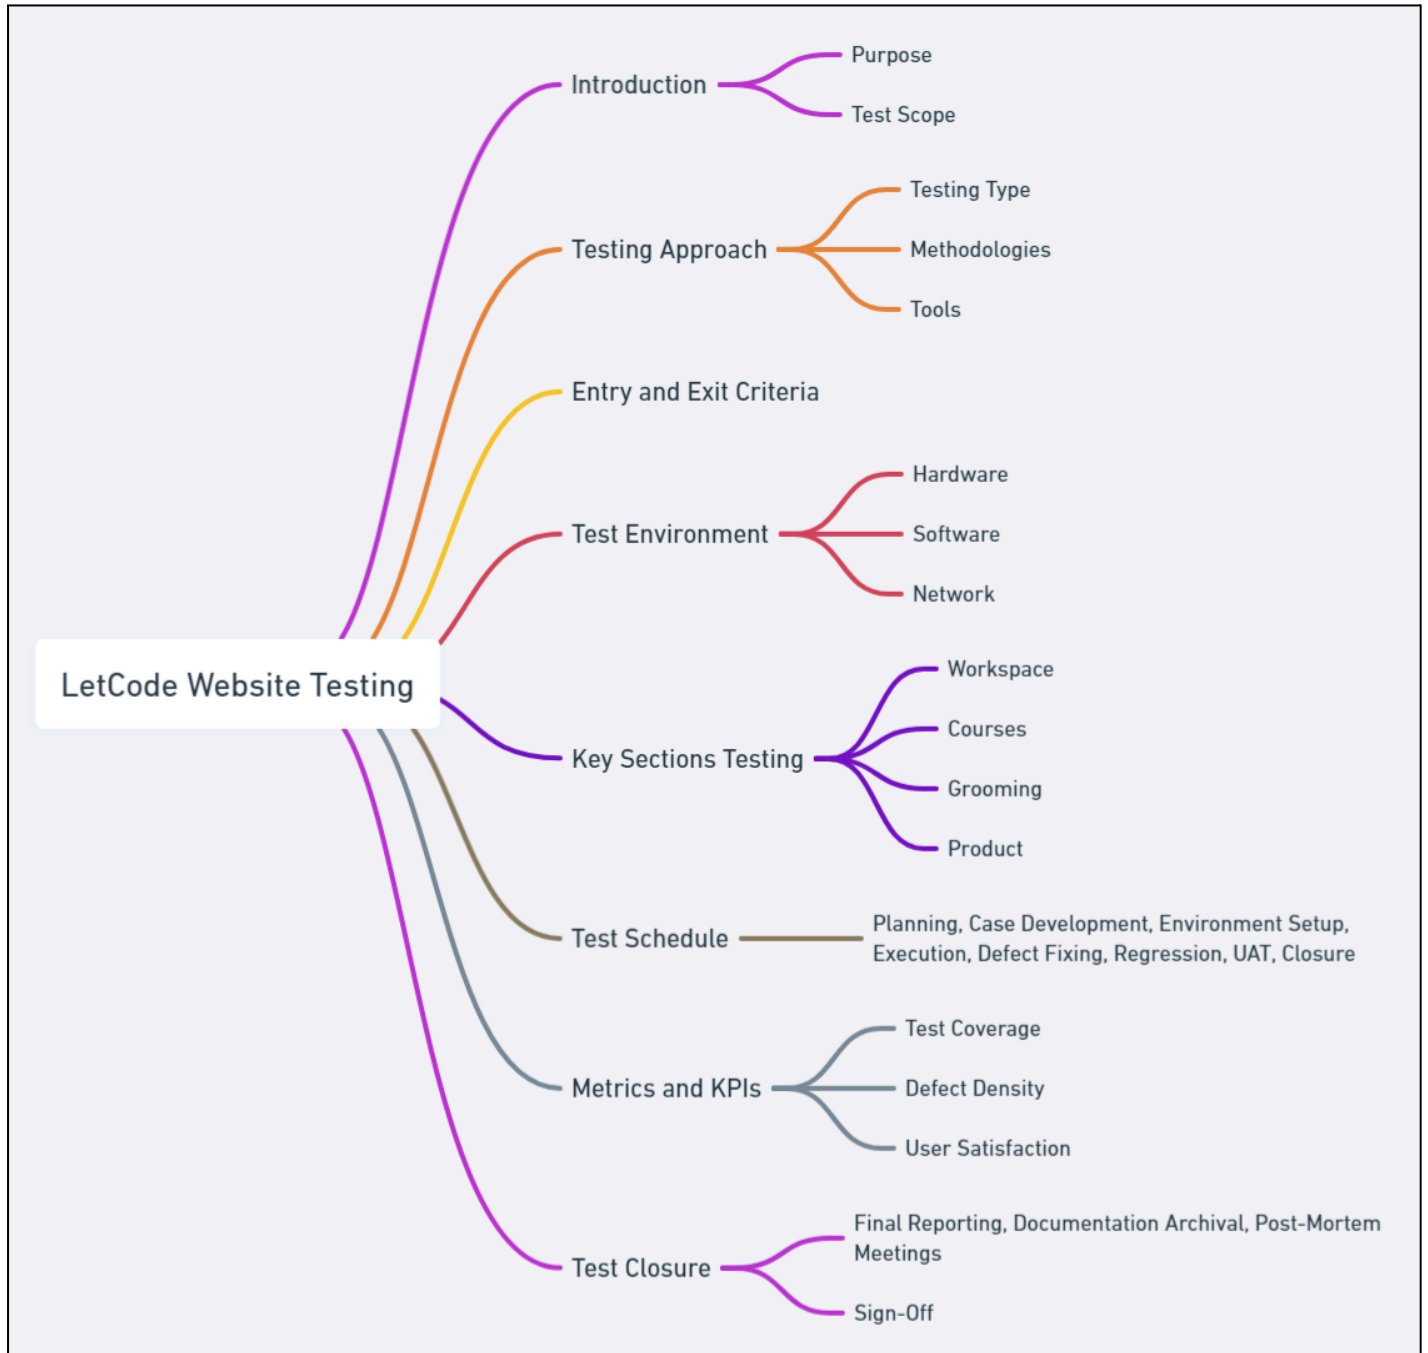 Introduction
Purpose
Test Scope
Testing Approach
Testing Type
Methodologies
Tools
Entry and Exit Criteria
Test Environment
Hardware
Software
Network
LetCode Website Testing
Key Sections Testing
Workspace
Courses
Grooming
Product
Test Schedule
Planning, Case Development, Environment Setup,
Execution, Defect Fixing, Regression, UAT, Closure
Metrics and KPIs
Test Coverage
Defect Density
User Satisfaction
Test Closure
Final Reporting, Documentation Archival, Post-Mortem
Meetings
Sign-Off